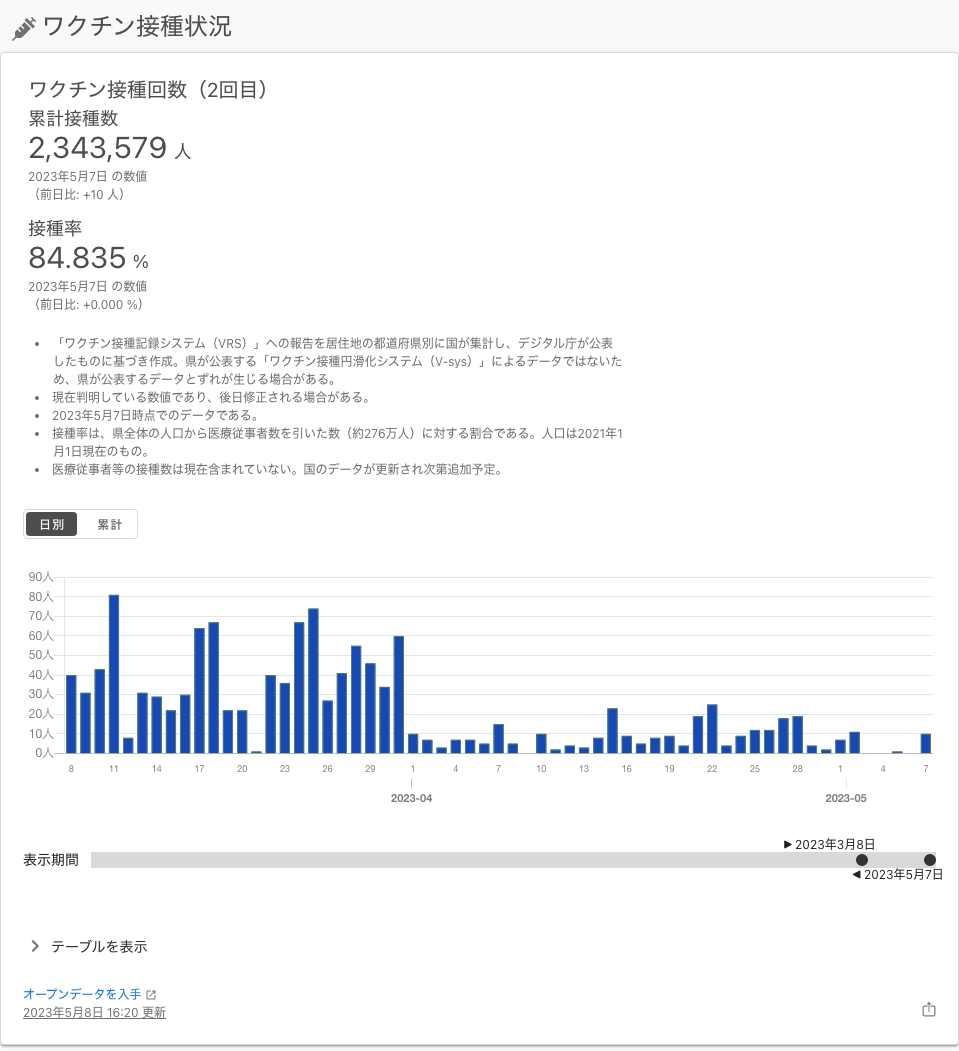 ワクチン接種状況
ワクチン接種回数（2回目）
累計接種数
2,343,579 人
2023年5月7日 の数値
（前日比: +10 人）
接種率
84.835 %
2023年5月7日 の数値
（前日比: +0.000 %）
• 「ワクチン接種記録システム（VRS）」への報告を居住地の都道府県別に国が集計し、デジタル庁が公表
したものに基づき作成。県が公表する「ワクチン接種円滑化システム（V-sys）」によるデータではないた
め、県が公表するデータとずれが生じる場合がある。
• 現在判明している数値であり、後日修正される場合がある。
• 2023年5月7日時点でのデータである。
• 接種率は、県全体の人口から医療従事者数を引いた数（約276万人）に対する割合である。人口は2021年1
月1日現在のもの。
• 医療従事者等の接種数は現在含まれていない。国のデータが更新され次第追加予定。
日別 累計
90人
80人
70人
60人
50人
40人
30人
20人
10人
0人
8 11 14 17 20 23 26 29 1 4 7 10 13 16 19 22 25 28 1 4 7
2023-04 2023-05
▶ 2023年3月8日
表示期間
◀ 2023年5月7日
テーブルを表示
オープンデータを入手
2023年5月8日 16:20 更新